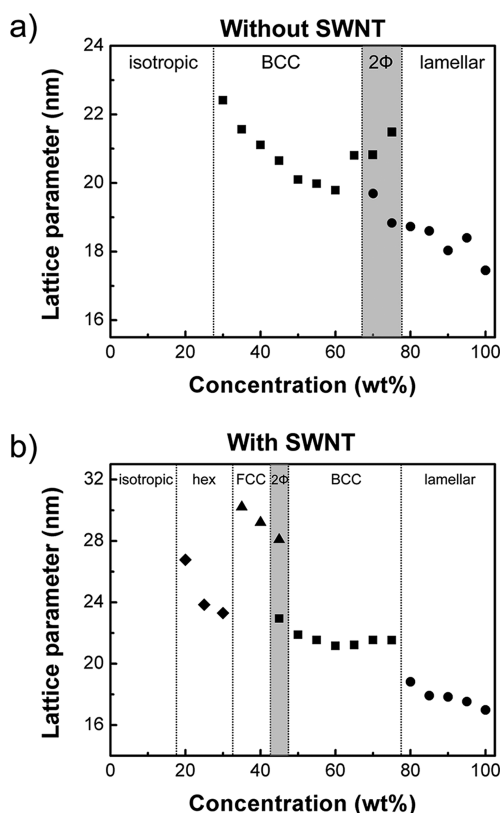 a)
Without SWNT
24
22
20
18
16
isotropic
BCC
2Φ
lamellar
Lattice parameter (nm)
0 20 40 60 80 100
Concentration (wt%)
b)
With SWNT
32
28
24
20
16
isotropic
hex
FCC
2Φ
BCC
lamellar
Lattice parameter (nm)
0 20 40 60 80 100
Concentration (wt%)